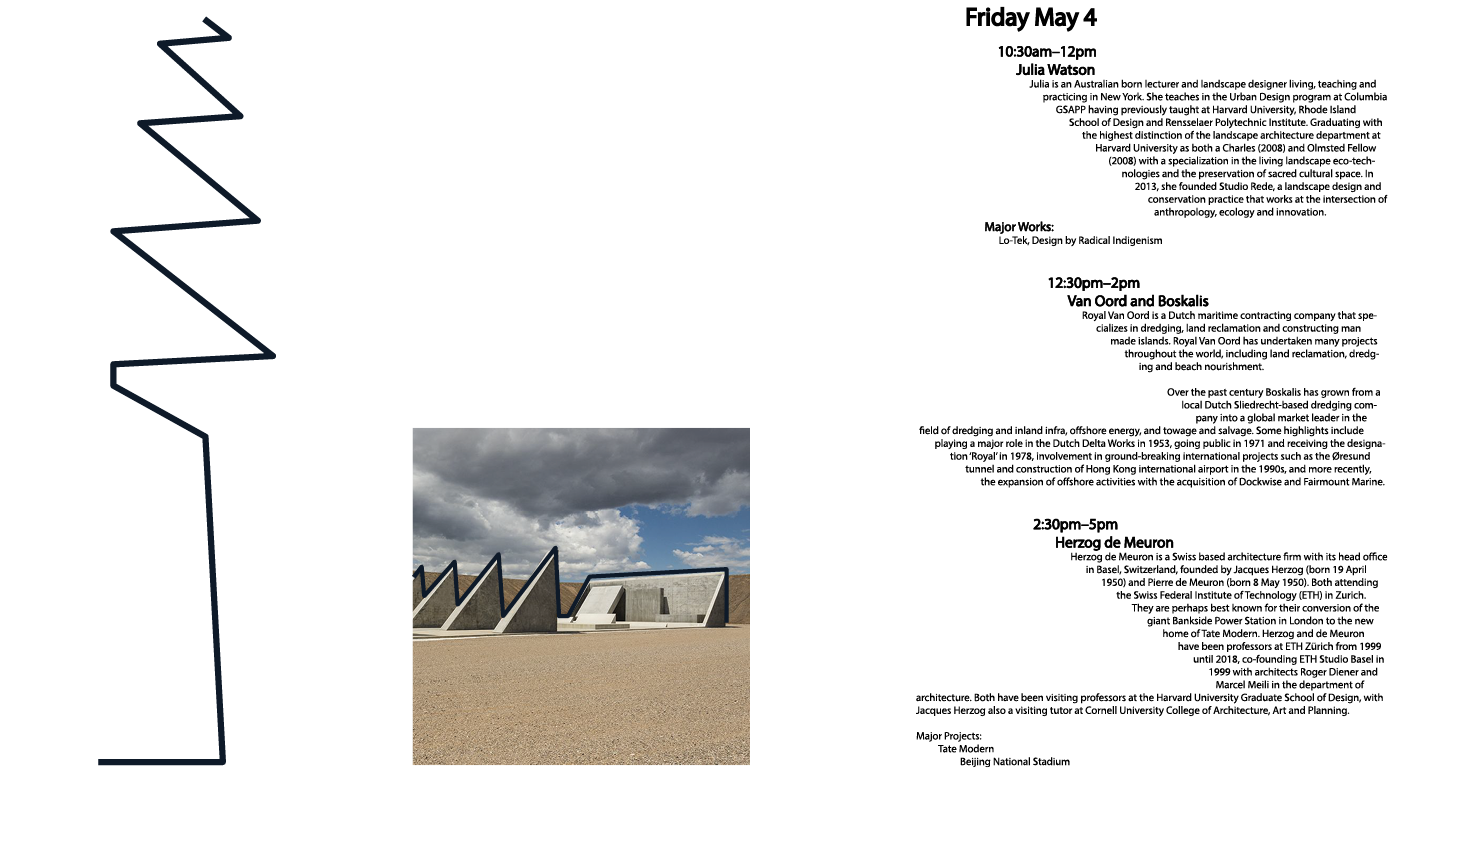 Friday May 4
10:30am–12pm
Julia Watson
Julia is an Australian born lecturer and landscape designer living, teaching and
practicing in New York. She teaches in the Urban Design program at Columbia
GSAPP having previously taught at Harvard University, Rhode Island
School of Design and Rensselaer Polytechnic Institute. Graduating with
the highest distinction of the landscape architecture department at
Harvard University as both a Charles (2008) and Olmsted Fellow
(2008) with a specialization in the living landscape eco-tech-
nologies and the preservation of sacred cultural space. In
2013, she founded Studio Rede, a landscape design and
conservation practice that works at the intersection of
anthropology, ecology and innovation.
Major Works:
Lo-Tek, Design by Radical Indigenism
12:30pm–2pm
Van Oord and Boskalis
Royal Van Oord is a Dutch maritime contracting company that spe-
cializes in dredging, land reclamation and constructing man
made islands. Royal Van Oord has undertaken many projects
throughout the world, including land reclamation, dredg-
ing and beach nourishment.
Over the past century Boskalis has grown from a
local Dutch Sliedrecht-based dredging com-
pany into a global market leader in the
field of dredging and inland infra, offshore energy, and towage and salvage. Some highlights include
playing a major role in the Dutch Delta Works in 1953, going public in 1971 and receiving the designa-
tion 'Royal' in 1978, involvement in ground-breaking international projects such as the Øresund
tunnel and construction of Hong Kong international airport in the 1990s, and more recently,
the expansion of offshore activities with the acquisition of Dockwise and Fairmount Marine.
2:30pm–5pm
Herzog de Meuron
Herzog de Meuron is a Swiss based architecture firm with its head office
in Basel, Switzerland, founded by Jacques Herzog (born 19 April
1950) and Pierre de Meuron (born 8 May 1950). Both attending
the Swiss Federal Institute of Technology (ETH) in Zurich.
They are perhaps best known for their conversion of the
giant Bankside Power Station in London to the new
home of Tate Modern. Herzog and de Meuron
have been professors at ETH Zürich from 1999
until 2018, co-founding ETH Studio Basel in
1999 with architects Roger Diener and
Marcel Meili in the department of
architecture. Both have been visiting professors at the Harvard University Graduate School of Design, with
Jacques Herzog also a visiting tutor at Cornell University College of Architecture, Art and Planning.
Major Projects:
Tate Modern
Beijing National Stadium